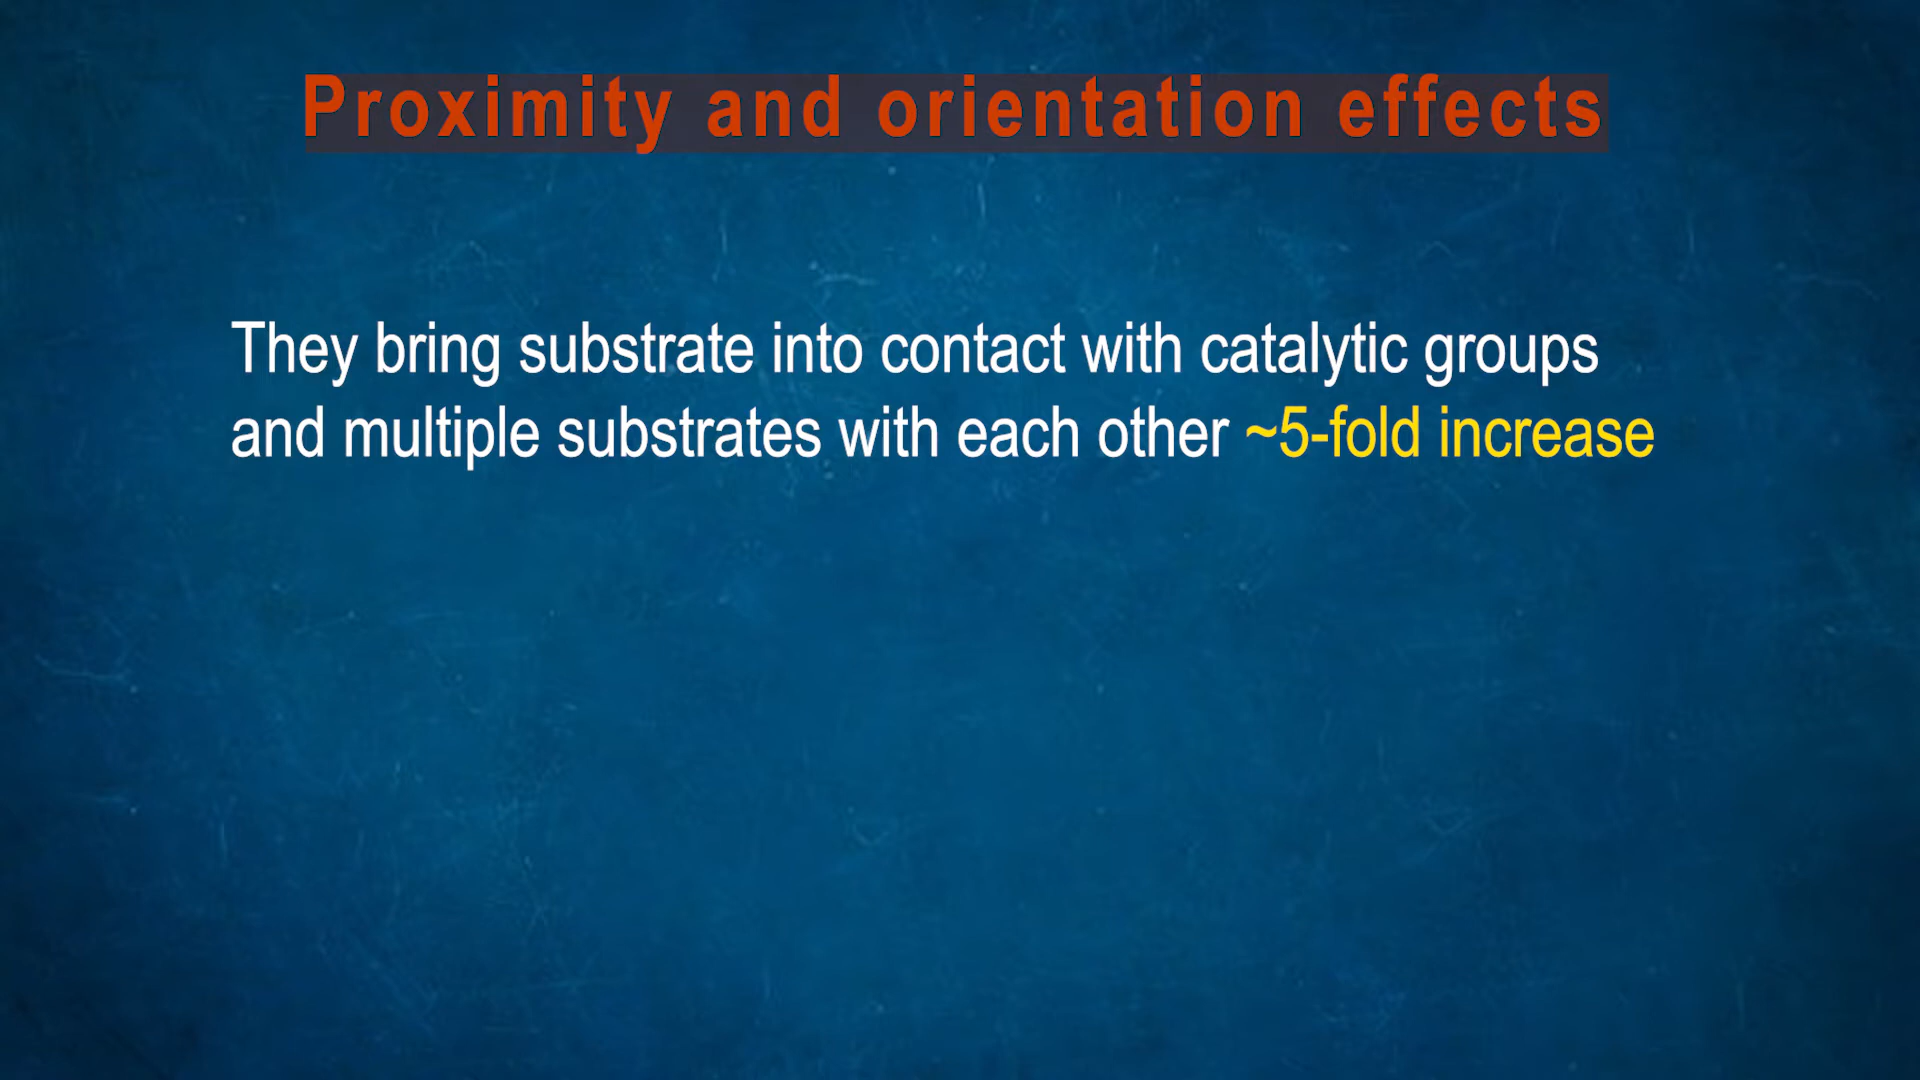 Proximity and orientation effects
They bring substrate into contact with catalytic groups
and multiple substrates with each other ~5-fold increase